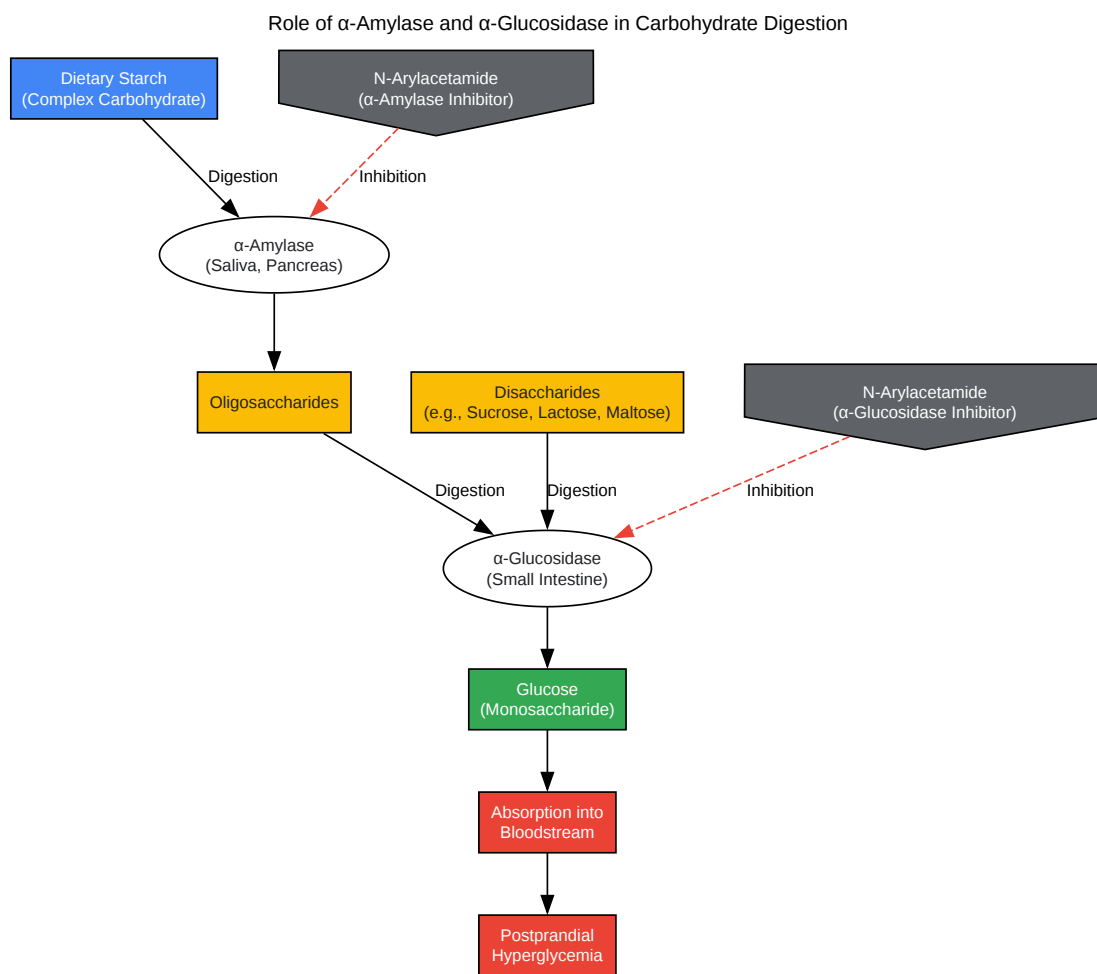 Role of α-Amylase and α-Glucosidase in Carbohydrate Digestion
Dietary Starch
(Complex Carbohydrate)
N-Arylacetamide
(α-Amylase Inhibitor)
Digestion
Inhibition
α-Amylase
(Saliva, Pancreas)
Oligosaccharides
Disaccharides
(e.g., Sucrose, Lactose, Maltose)
N-Arylacetamide
(α-Glucosidase Inhibitor)
Digestion
Digestion
Inhibition
α-Glucosidase
(Small Intestine)
Glucose
(Monosaccharide)
Absorption into
Bloodstream
Postprandial
Hyperglycemia